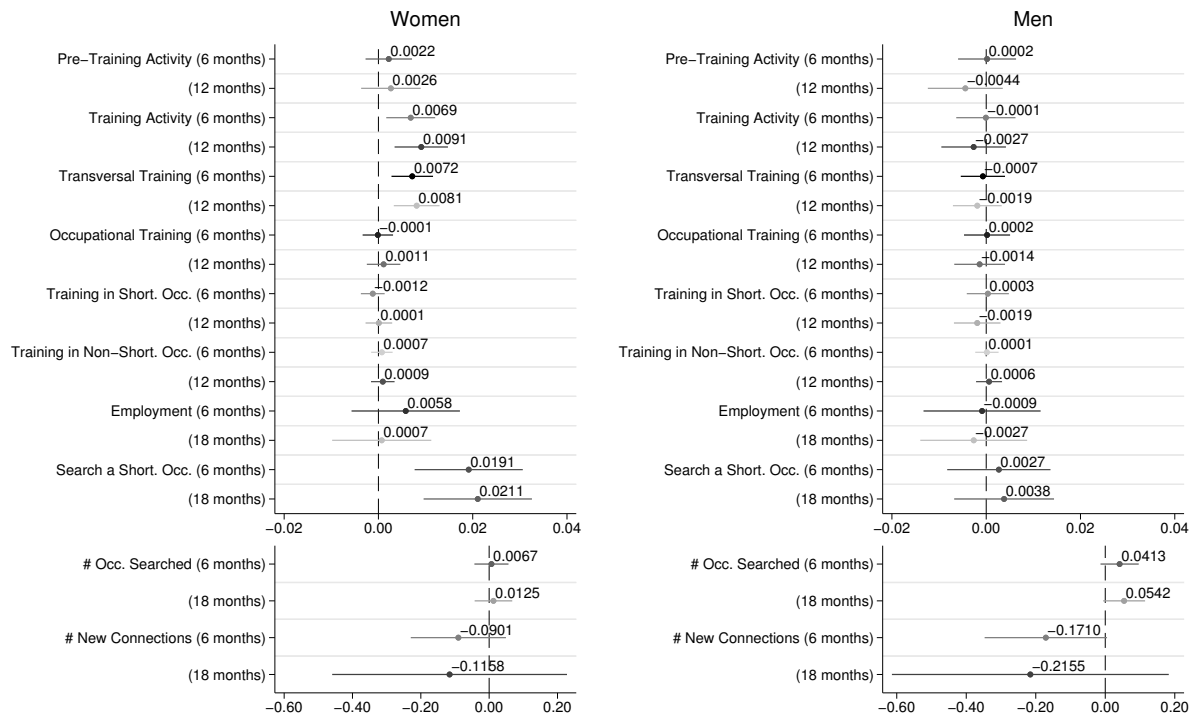 Women
Pre−Training Activity (6 months) 0.0022
(12 months) 0.0026
Training Activity (6 months) 0.0069
(12 months) 0.0091
Transversal Training (6 months) 0.0072
(12 months) 0.0081
Occupational Training (6 months) −0.0001
(12 months) 0.0011
Training in Short. Occ. (6 months) −0.0012
(12 months) 0.0001
Training in Non−Short. Occ. (6 months) 0.0007
(12 months) 0.0009
Employment (6 months) 0.0058
(18 months) 0.0007
Search a Short. Occ. (6 months) 0.0191
(18 months) 0.0211
−0.02 0.00 0.02 0.04
# Occ. Searched (6 months) 0.0067
(18 months) 0.0125
# New Connections (6 months) −0.0901
(18 months) −0.1158
−0.60 −0.40 −0.20 0.00 0.20
Men
Pre−Training Activity (6 months) 0.0002
(12 months) −0.0044
Training Activity (6 months) −0.0001
(12 months) −0.0027
Transversal Training (6 months) −0.0007
(12 months) −0.0019
Occupational Training (6 months) 0.0002
(12 months) −0.0014
Training in Short. Occ. (6 months) 0.0003
(12 months) −0.0019
Training in Non−Short. Occ. (6 months) 0.0001
(12 months) 0.0006
Employment (6 months) −0.0009
(18 months) −0.0027
Search a Short. Occ. (6 months) 0.0027
(18 months) 0.0038
−0.02 0.00 0.02 0.04
# Occ. Searched (6 months) 0.0413
(18 months) 0.0542
# New Connections (6 months) −0.1710
(18 months) −0.2155
−0.60 −0.40 −0.20 0.00 0.20